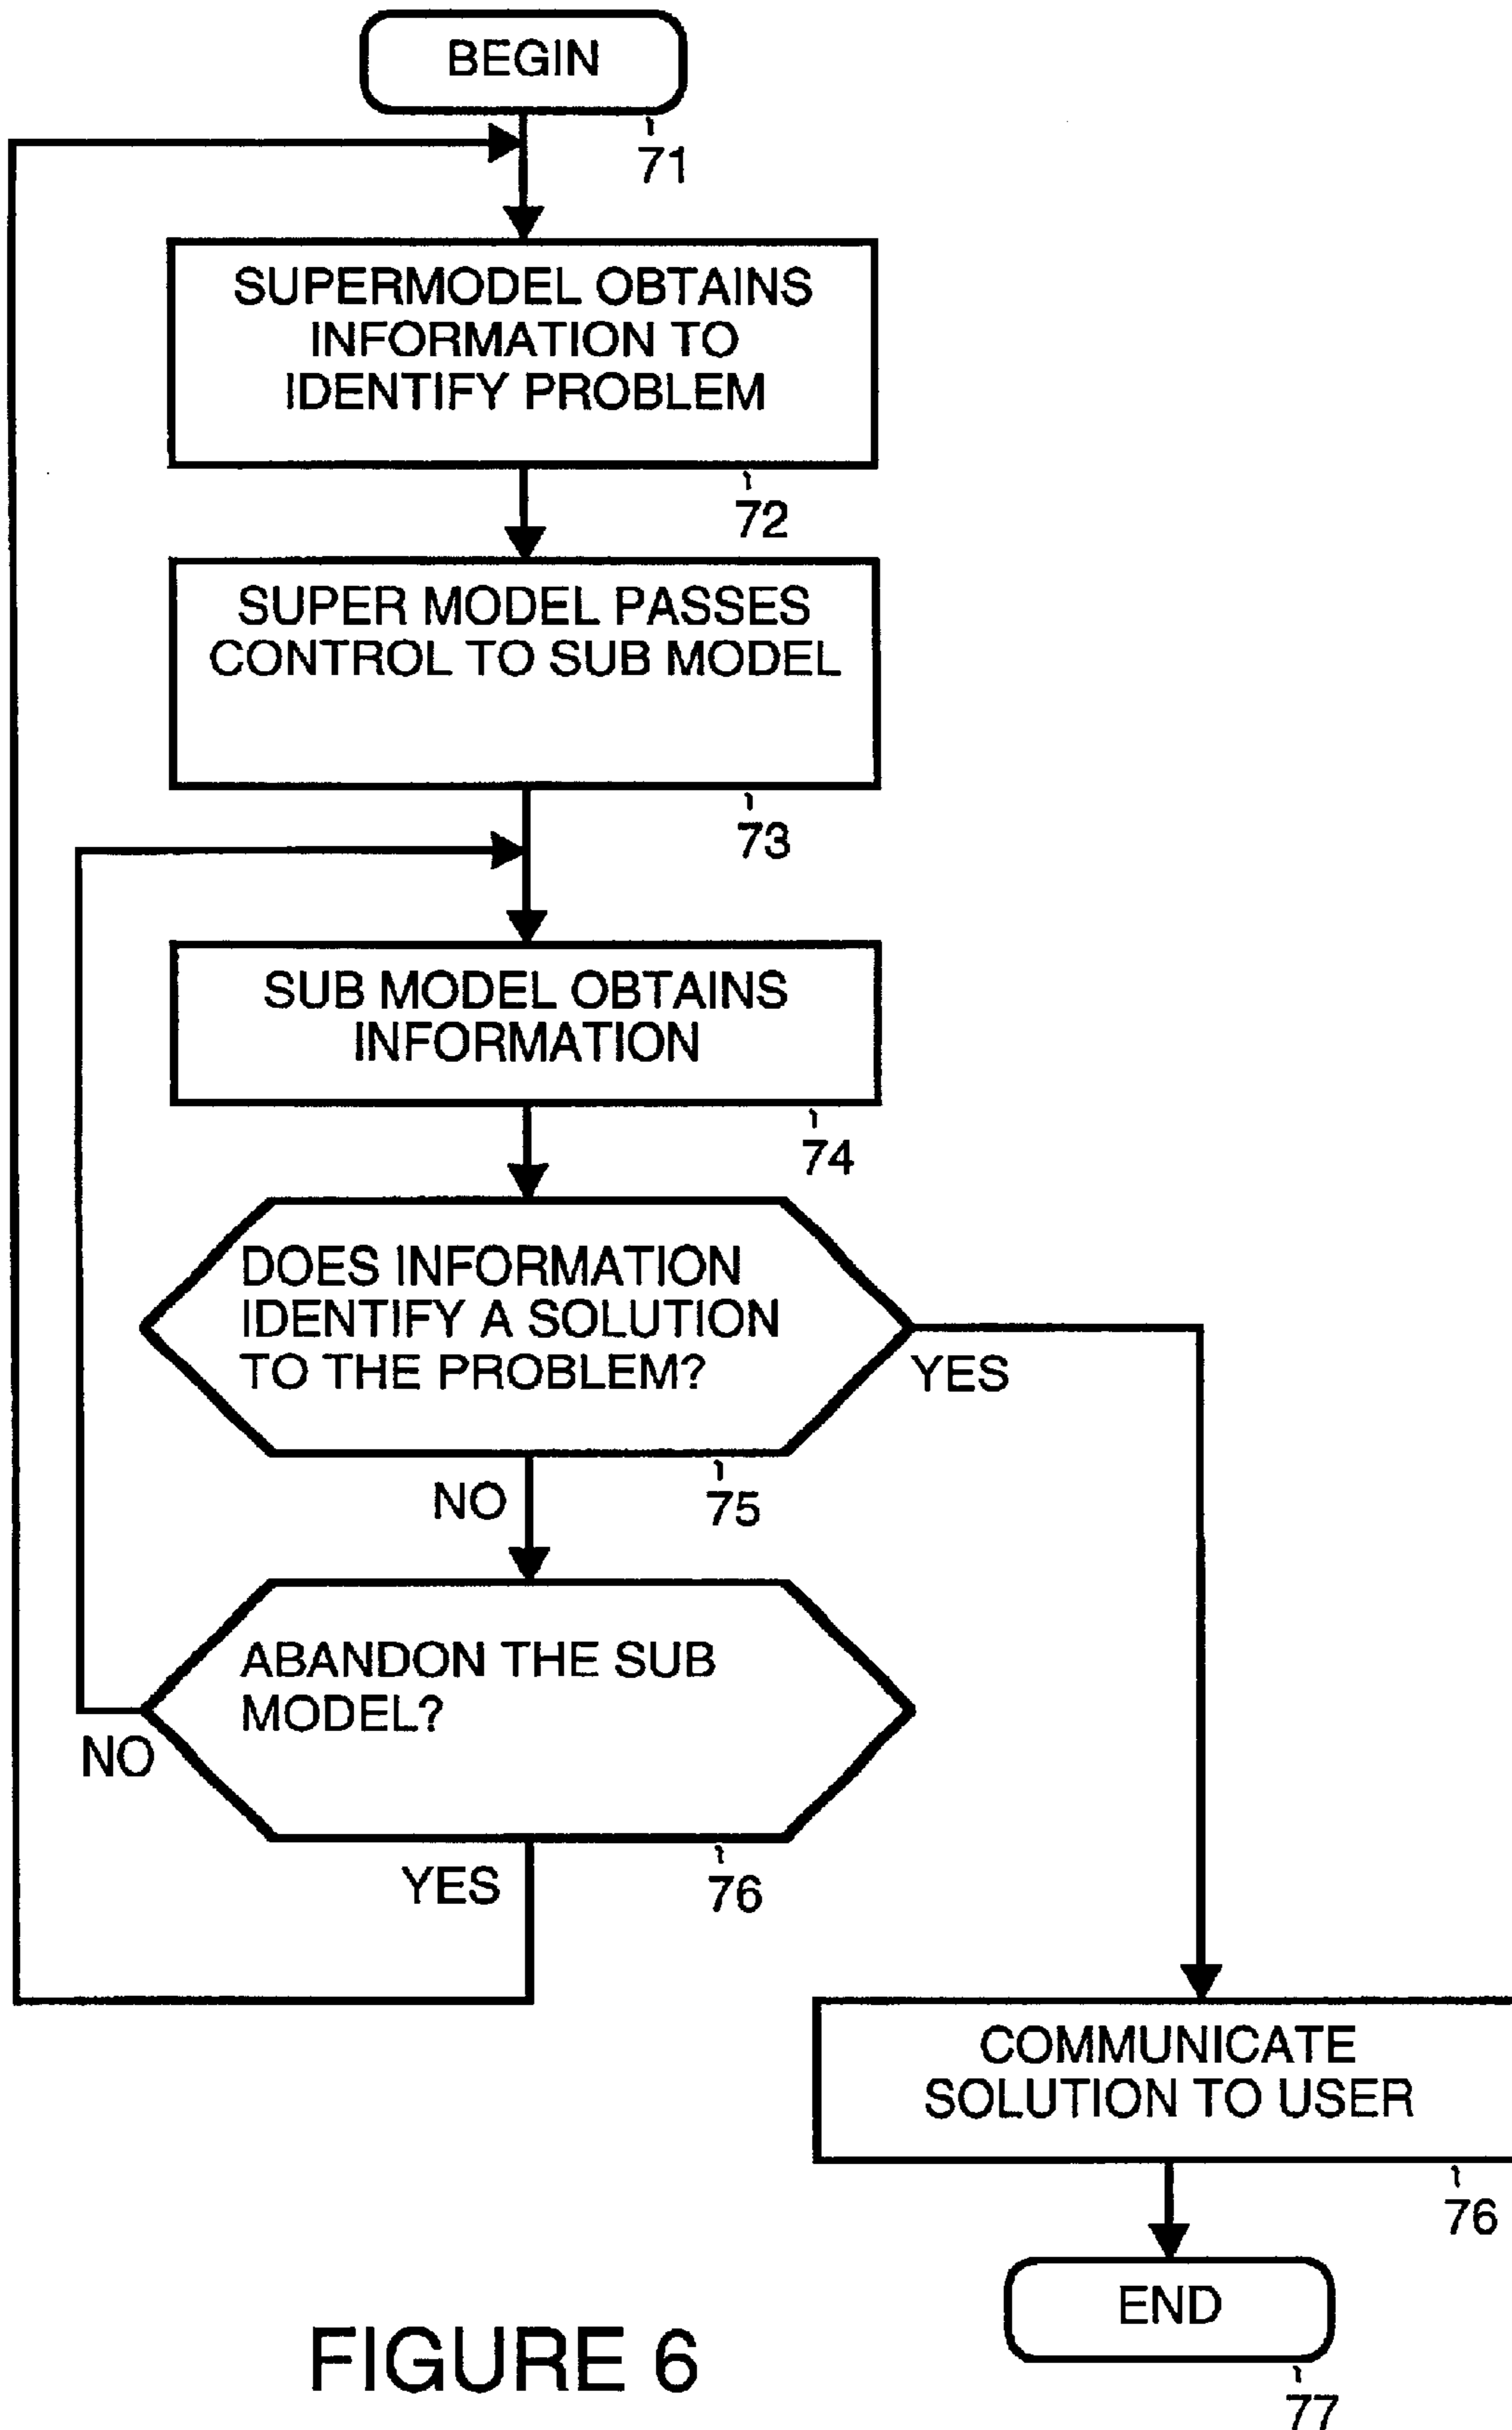 BEGIN
71
SUPERMODEL OBTAINS
INFORMATION TO
IDENTIFY PROBLEM
72
SUPER MODEL PASSES
CONTROL TO SUB MODEL
73
SUB MODEL OBTAINS
INFORMATION
74
DOES INFORMATION
IDENTIFY A SOLUTION
TO THE PROBLEM?
YES
NO
75
ABANDON THE SUB
MODEL?
NO
YES
76
COMMUNICATE
SOLUTION TO USER
76
END
77
FIGURE 6